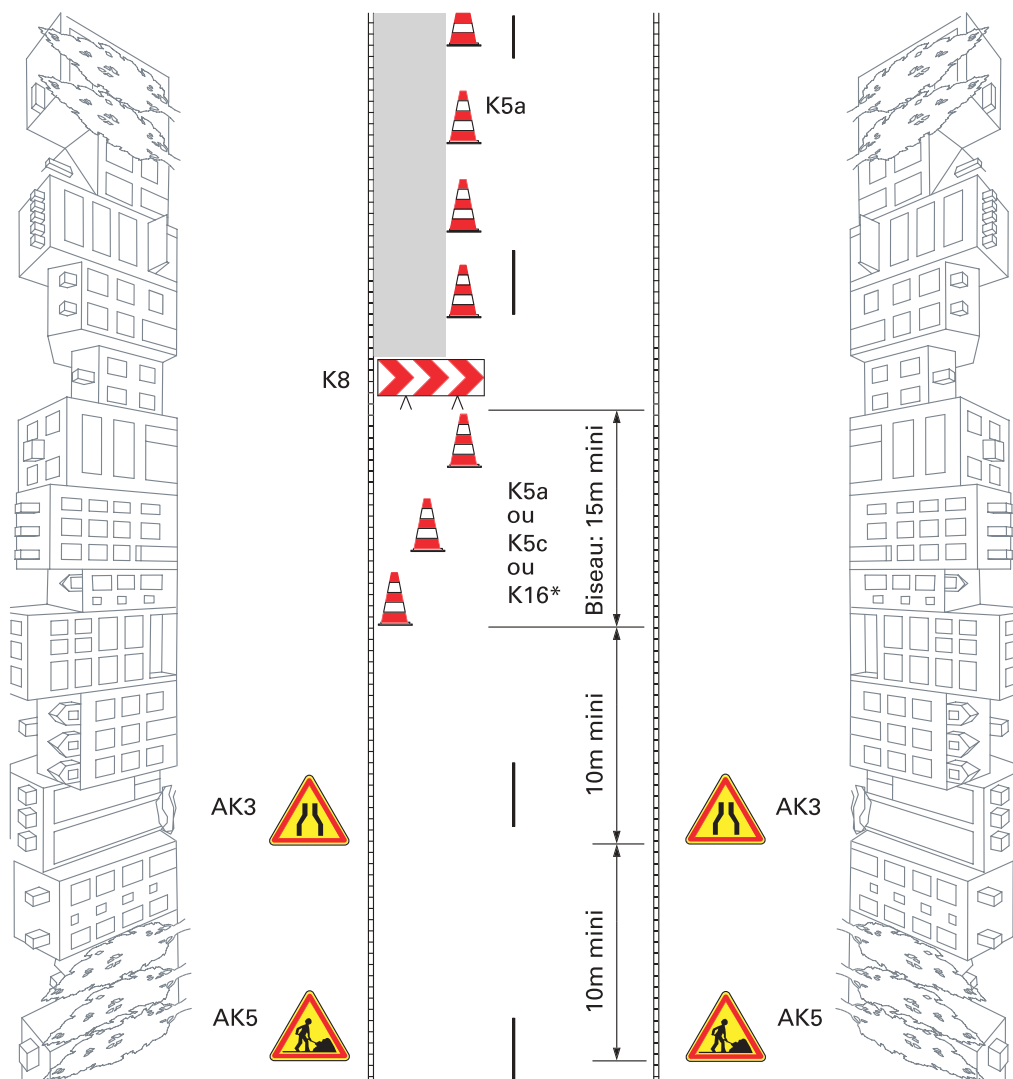 K5a
K8
Biseau: 15m mini
K5a
ou
K5c
ou
K16*
10m mini
AK3
AK3
10m mini
AK5
AK5